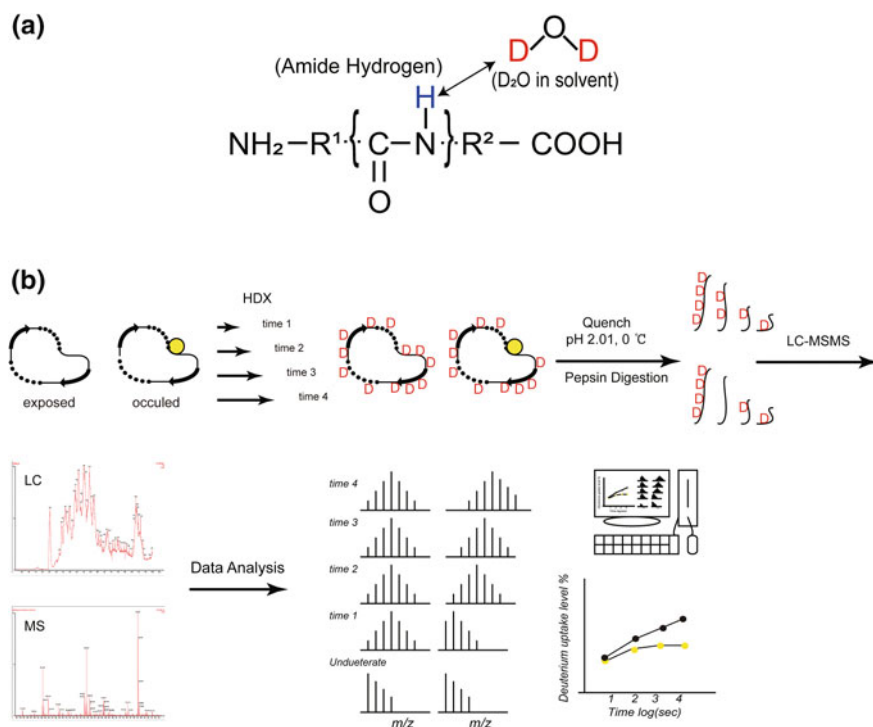 (a)
D O D
(Amide Hydrogen)
(D₂O in solvent)
H
NH₂ R¹ { C N } R² COOH
O
(b)
HDX
time 1
time 2
time 3
time 4
exposed
occuled
D D D D D D D D D D D
D D D D D D D D D
Quench
pH 2.01, 0 ℃
Pepsin Digestion
D D D D D D D D
D D D D D D
LC-MSMS
LC
MS
Data Analysis
time 4
time 3
time 2
time 1
Undueterate
m/z
m/z
Deuterium uptake level %
1 2 3 4
Time log(sec)